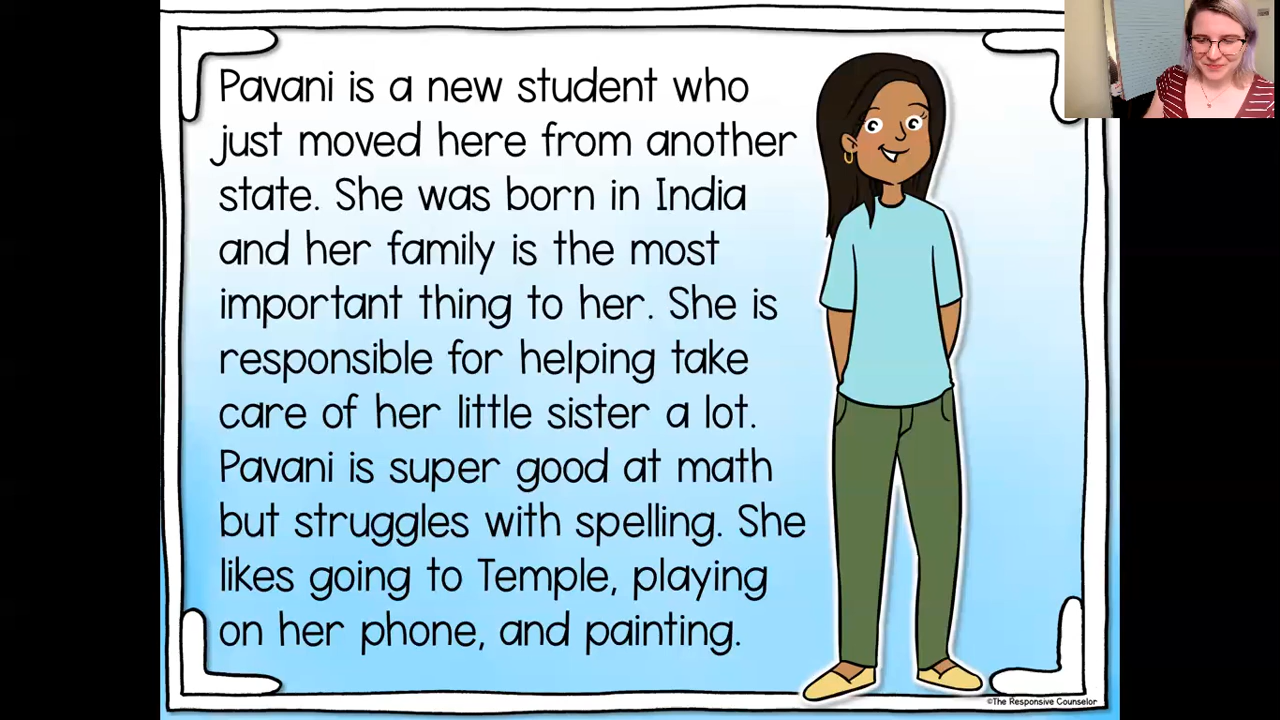 Pavani is a new student who
just moved here from another
state. She was born in India
and her family is the most
important thing to her. She is
responsible for helping take
care of her little sister a lot.
Pavani is super good at math
but struggles with spelling. She
likes going to Temple, playing
on her phone, and painting.
©The Responsive Counselor